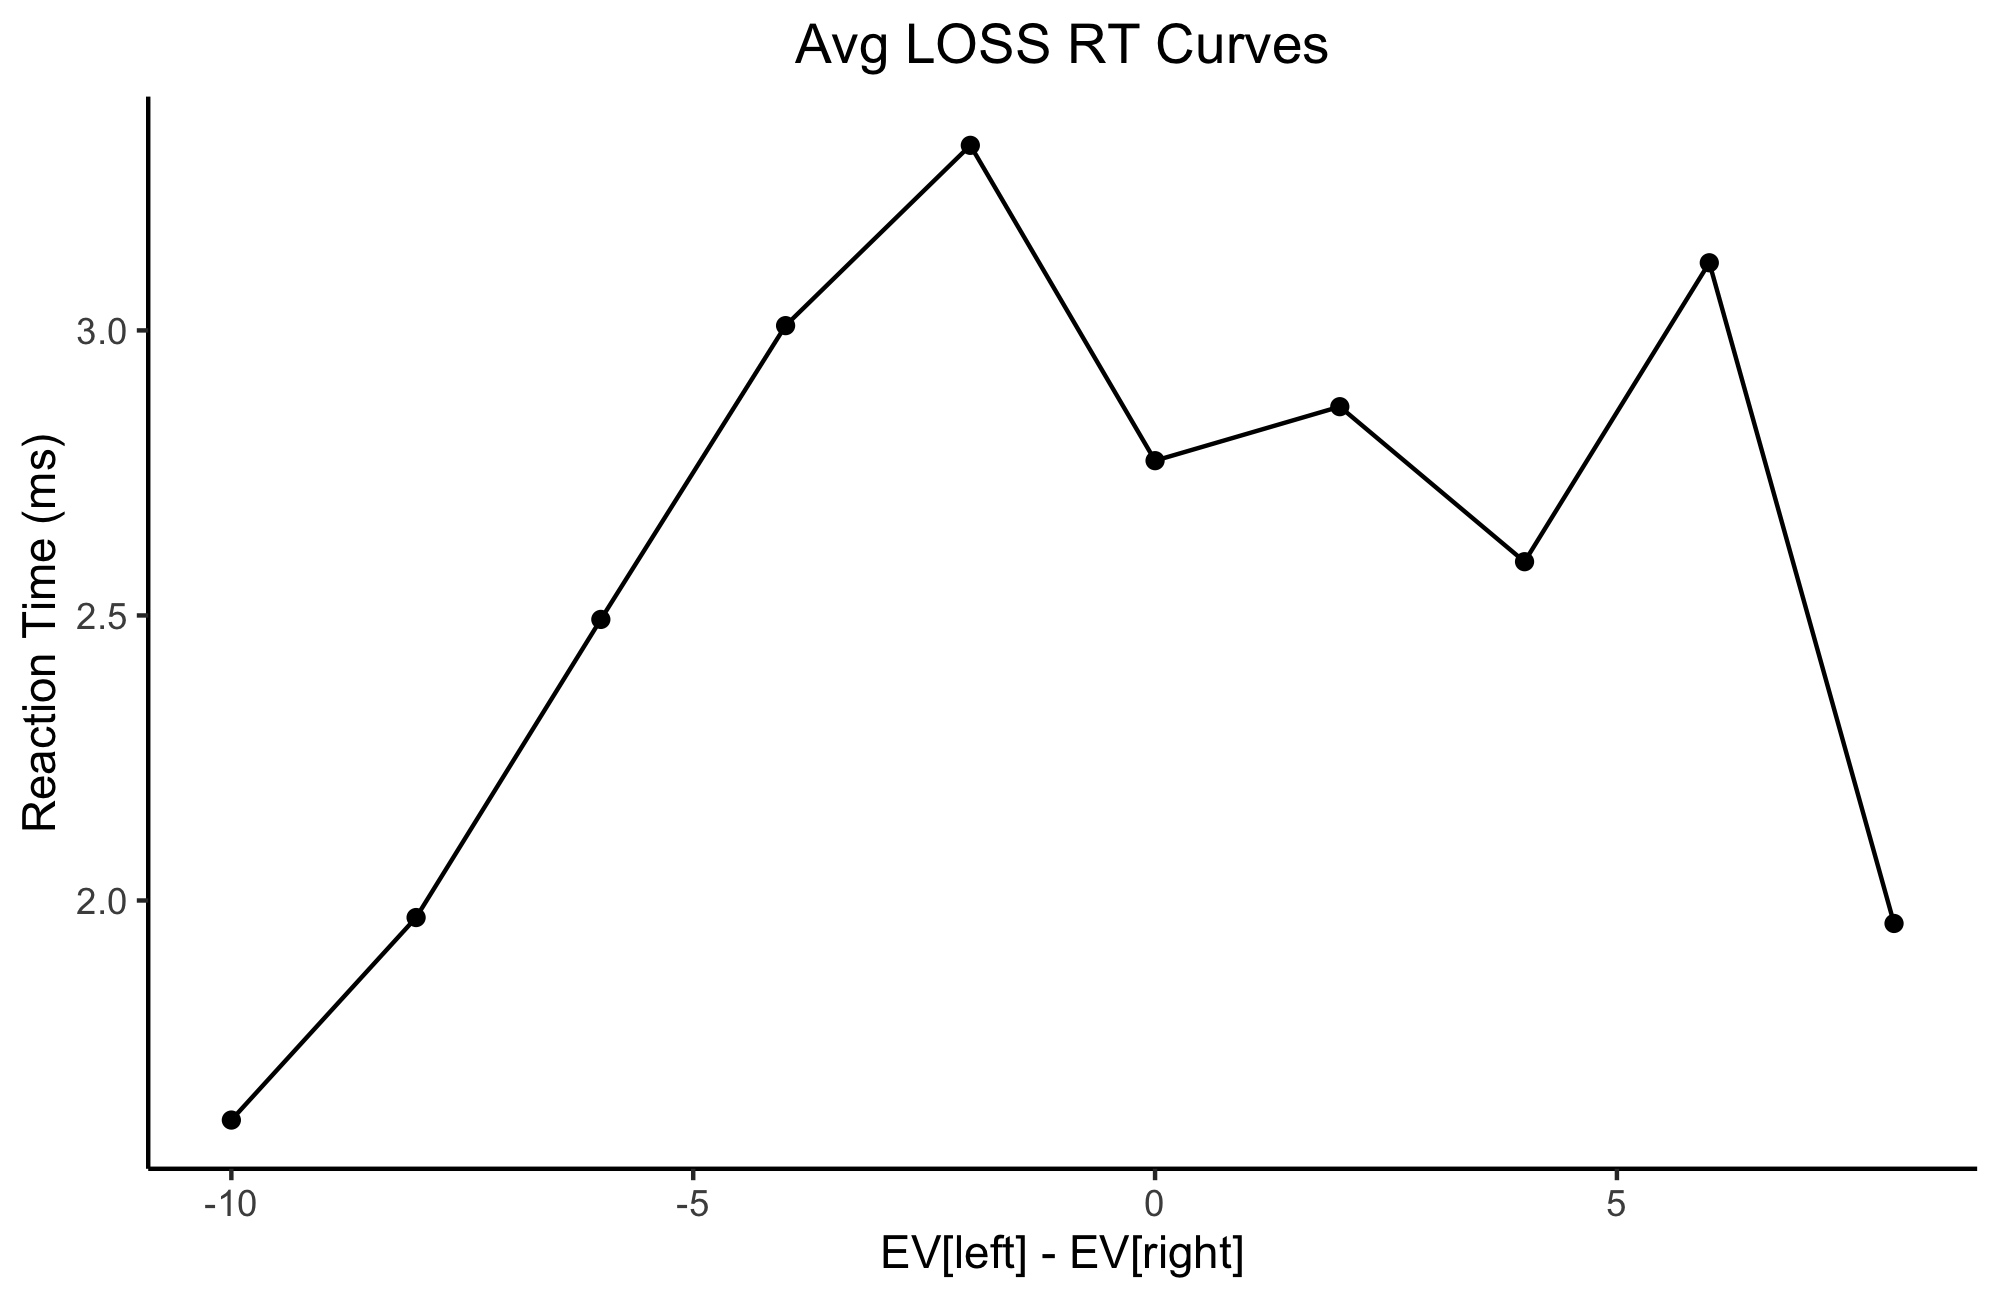 Avg LOSS RT Curves
Reaction Time (ms)
3.0
2.5
2.0
-10
-5
0
5
EV[left] - EV[right]